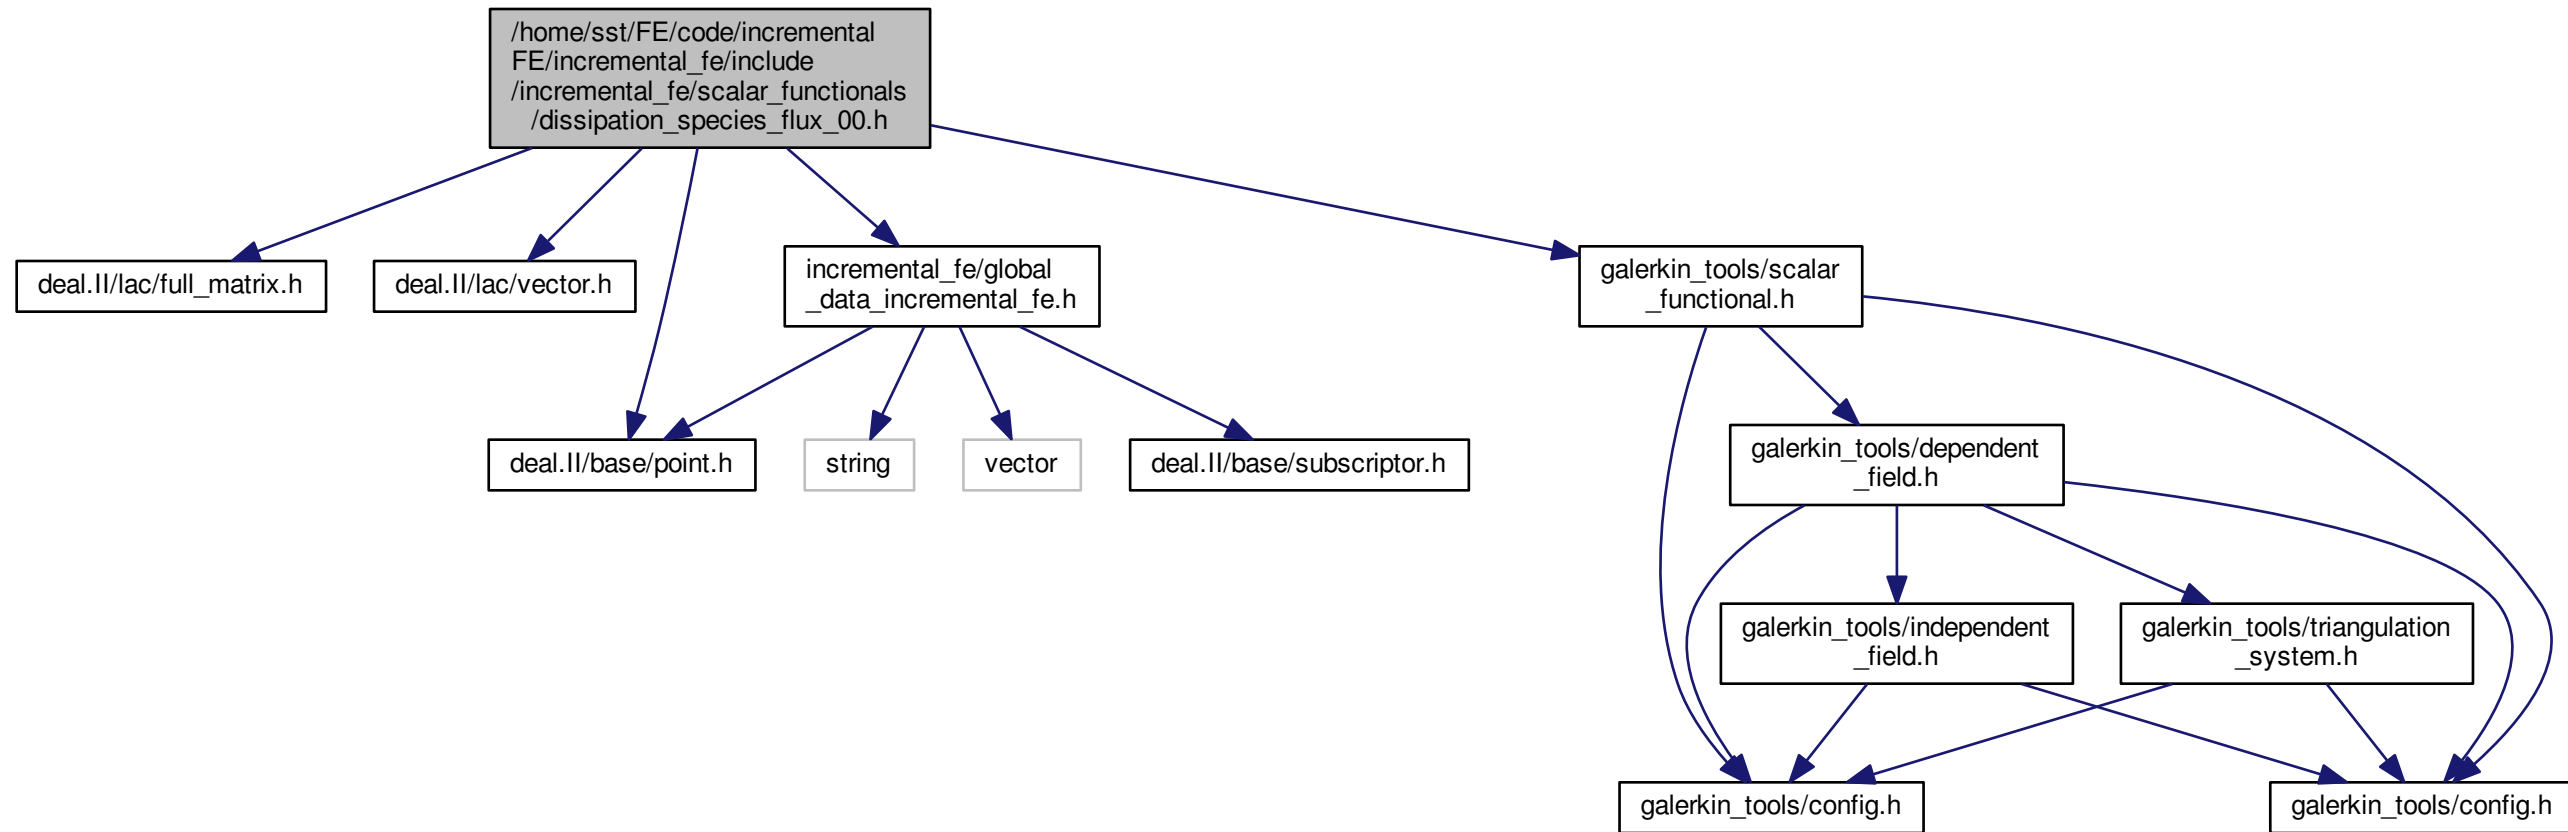 /home/sst/FE/code/incremental
FE/incremental_fe/include
/incremental_fe/scalar_functionals
/dissipation_species_flux_00.h
deal.II/lac/full_matrix.h
deal.II/lac/vector.h
incremental_fe/global
_data_incremental_fe.h
galerkin_tools/scalar
_functional.h
deal.II/base/point.h
string
vector
deal.II/base/subscriptor.h
galerkin_tools/dependent
_field.h
galerkin_tools/independent
_field.h
galerkin_tools/triangulation
_system.h
galerkin_tools/config.h
galerkin_tools/config.h